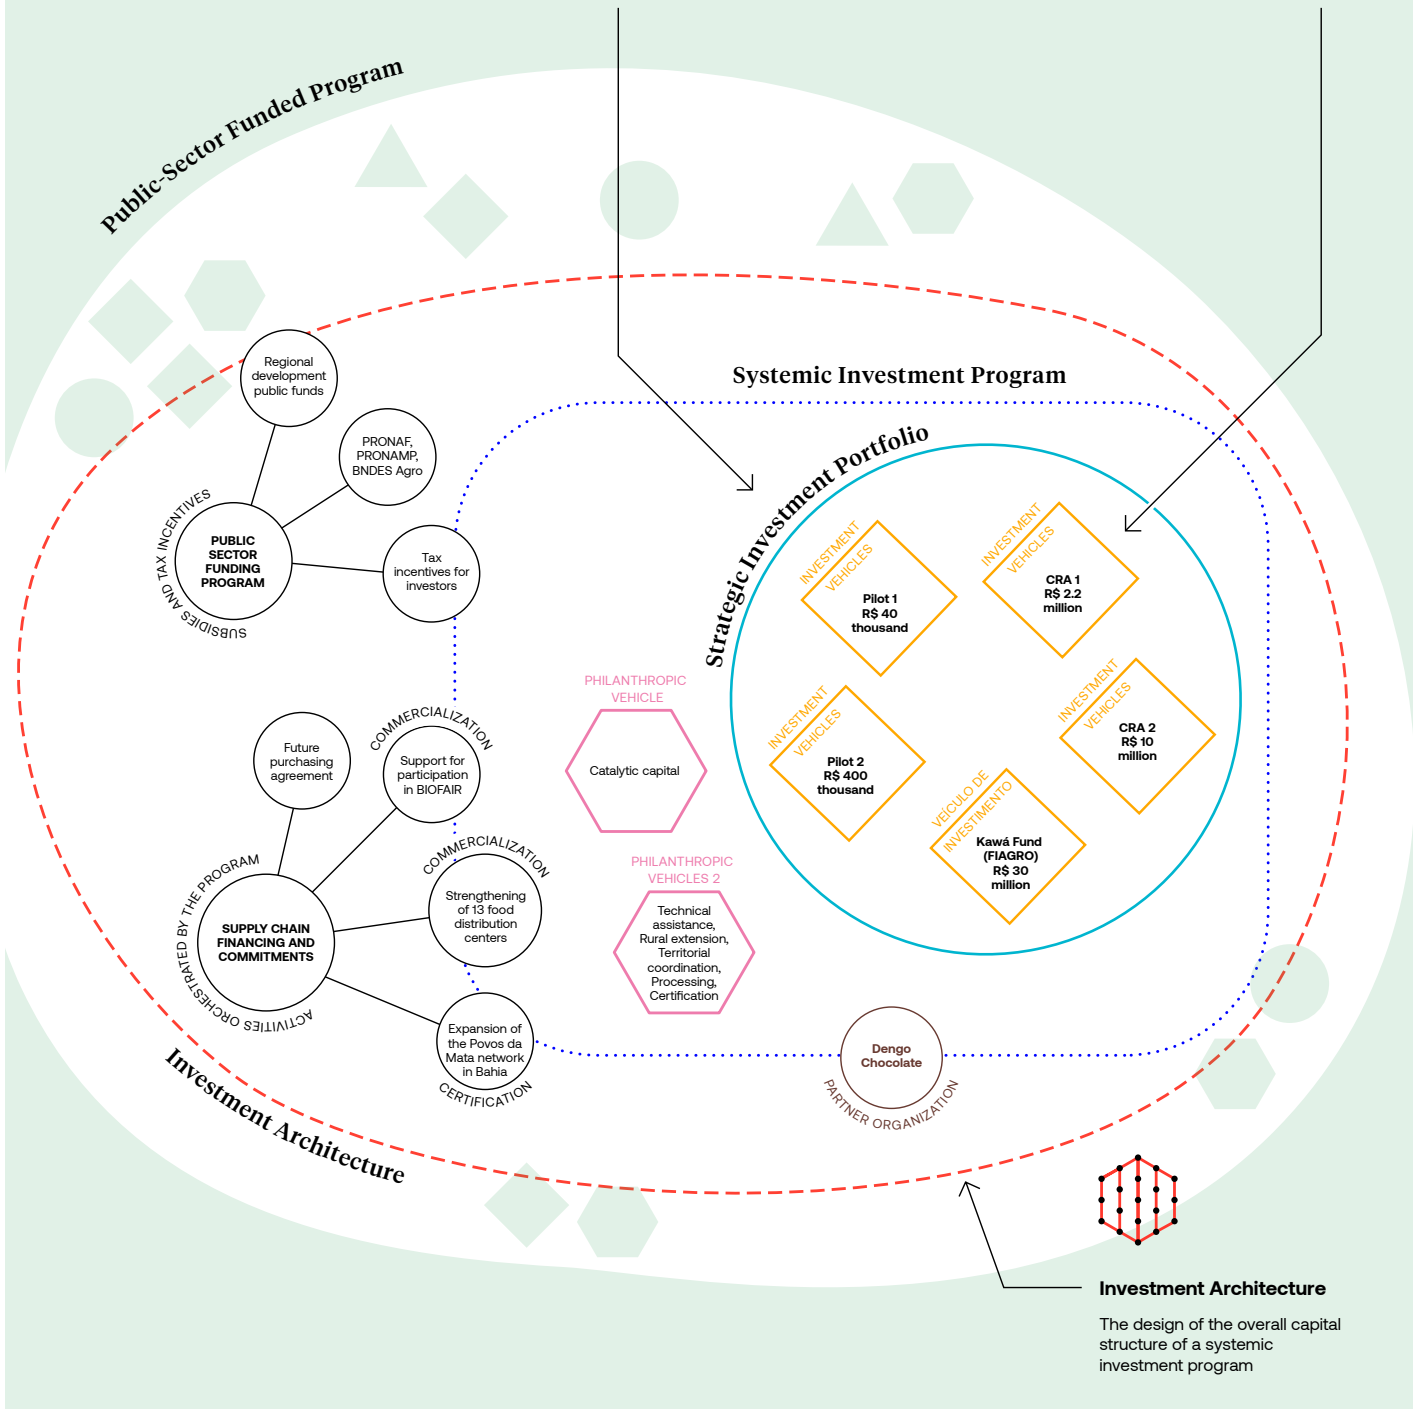 Public-Sector Funded Program
Regional
development
public funds
PRONAF,
PRONAMP,
BNDES Agro
Tax
incentives for
investors
PUBLIC
SECTOR
FUNDING
PROGRAM
SUBSIDIES AND TAX INCENTIVES
Systemic Investment Program
Strategic Investment Portfolio
INVESTMENT
VEHICLES
Pilot 1
R$ 40
thousand
INVESTMENT
VEHICLES
CRA 1
R$ 2.2
million
INVESTMENT
VEHICLES
Pilot 2
R$ 400
thousand
INVESTMENT
VEHICLES
CRA 2
R$ 10
million
VEÍCULO DE
INVESTIMENTO
Kawá Fund
(FIAGRO)
R$ 30
million
PHILANTHROPIC
VEHICLE
Catalytic capital
PHILANTHROPIC
VEHICLES 2
Technical
assistance,
Rural extension,
Territorial
coordination,
Processing,
Certification
Future
purchasing
agreement
COMMERCIALIZATION
Support for
participation
in BIOFAIR
COMMERCIALIZATION
Strengthening
of 13 food
distribution
centers
ACTIVITIES ORCHESTRATED BY THE PROGRAM
SUPPLY CHAIN
FINANCING AND
COMMITMENTS
Expansion of
the Povos da
Mata network
in Bahia
CERTIFICATION
Dengo
Chocolate
PARTNER ORGANIZATION
Investment Architecture
Investment Architecture
The design of the overall capital
structure of a systemic
investment program